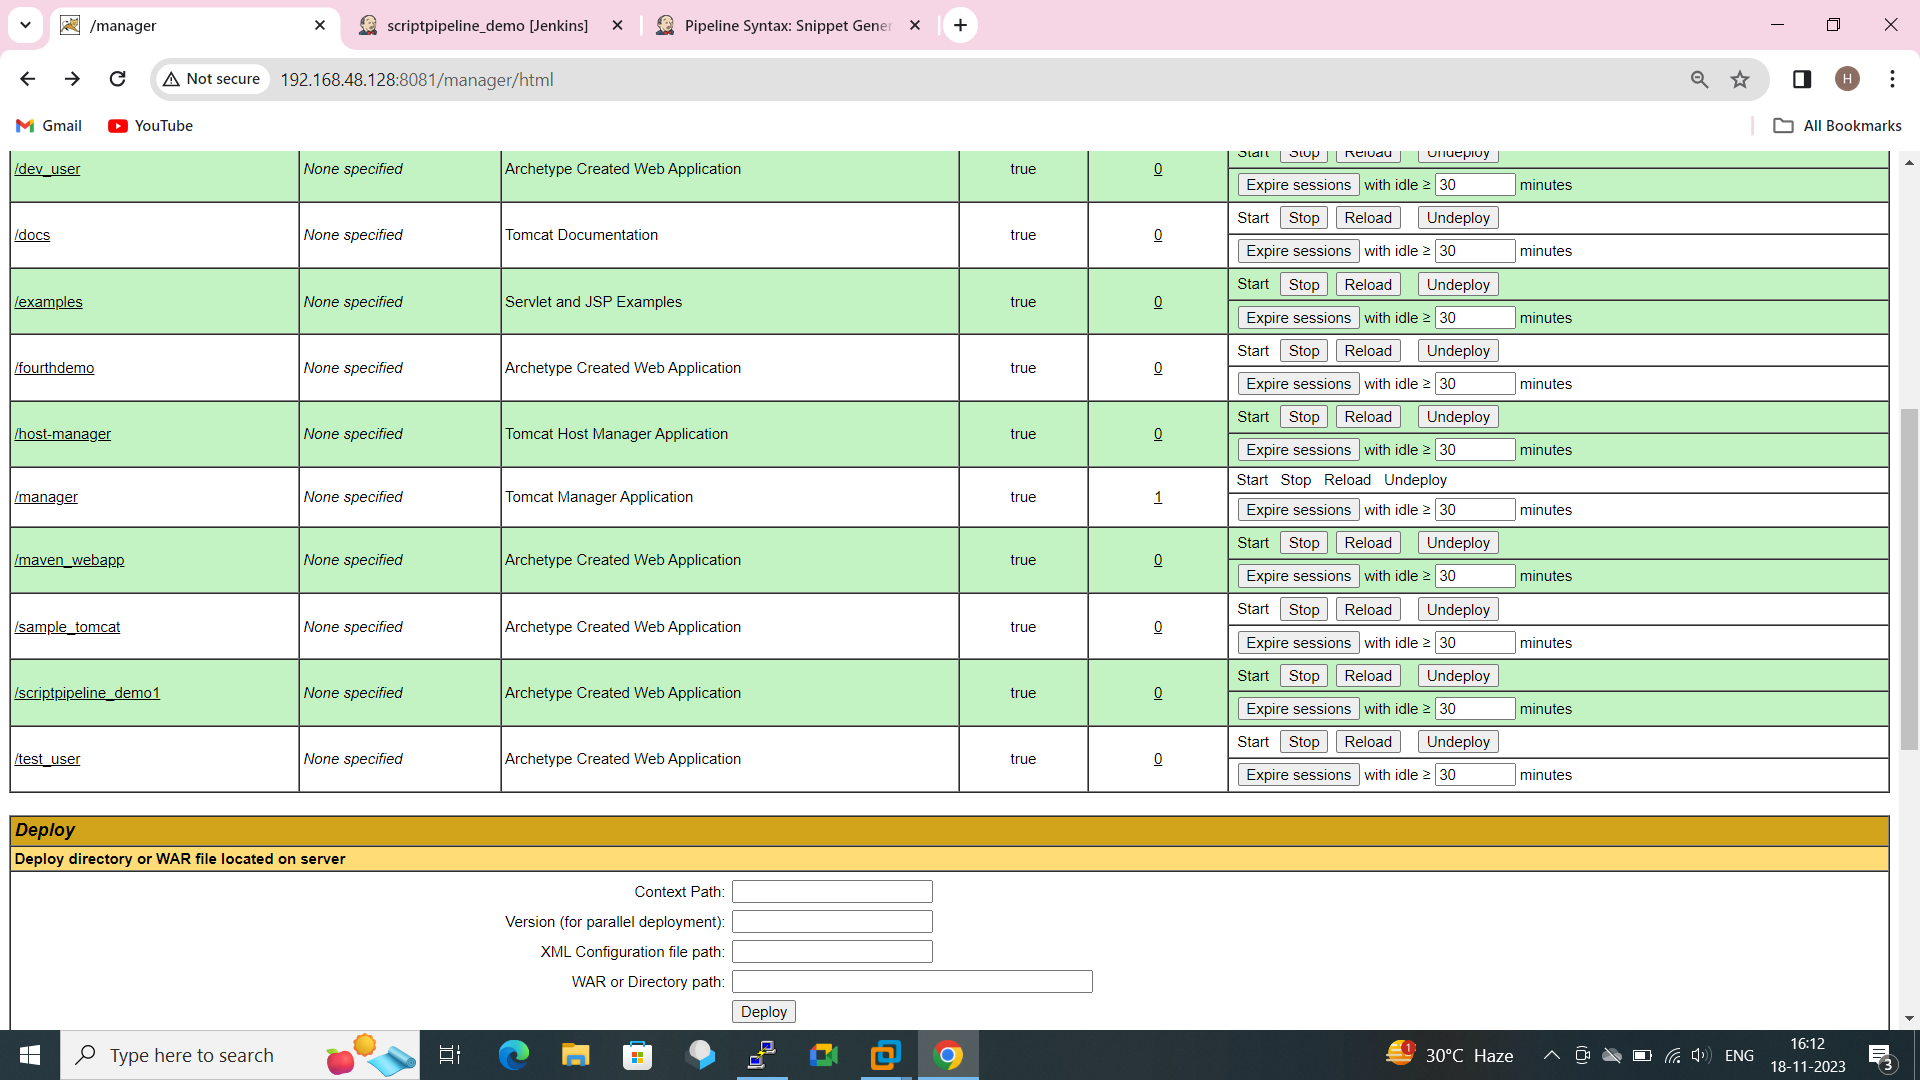 /manager
scriptpipeline_demo [Jenkins]
Pipeline Syntax: Snippet Gener
Not secure
192.168.48.128:8081/manager/html
H
Gmail
YouTube
All Bookmarks
/dev_user None specified Archetype Created Web Application true 0 Start Stop Reload Undeploy
Expire sessions with idle ≥ 30 minutes
/docs None specified Tomcat Documentation true 0 Start Stop Reload Undeploy
Expire sessions with idle ≥ 30 minutes
/examples None specified Servlet and JSP Examples true 0 Start Stop Reload Undeploy
Expire sessions with idle ≥ 30 minutes
/fourthdemo None specified Archetype Created Web Application true 0 Start Stop Reload Undeploy
Expire sessions with idle ≥ 30 minutes
/host-manager None specified Tomcat Host Manager Application true 0 Start Stop Reload Undeploy
Expire sessions with idle ≥ 30 minutes
/manager None specified Tomcat Manager Application true 1 Start Stop Reload Undeploy
Expire sessions with idle ≥ 30 minutes
/maven_webapp None specified Archetype Created Web Application true 0 Start Stop Reload Undeploy
Expire sessions with idle ≥ 30 minutes
/sample_tomcat None specified Archetype Created Web Application true 0 Start Stop Reload Undeploy
Expire sessions with idle ≥ 30 minutes
/scriptpipeline_demo1 None specified Archetype Created Web Application true 0 Start Stop Reload Undeploy
Expire sessions with idle ≥ 30 minutes
/test_user None specified Archetype Created Web Application true 0 Start Stop Reload Undeploy
Expire sessions with idle ≥ 30 minutes
Deploy
Deploy directory or WAR file located on server
Context Path:
Version (for parallel deployment):
XML Configuration file path:
WAR or Directory path:
Deploy
Type here to search
1
30°C Haze
ENG
16:12
18-11-2023
3